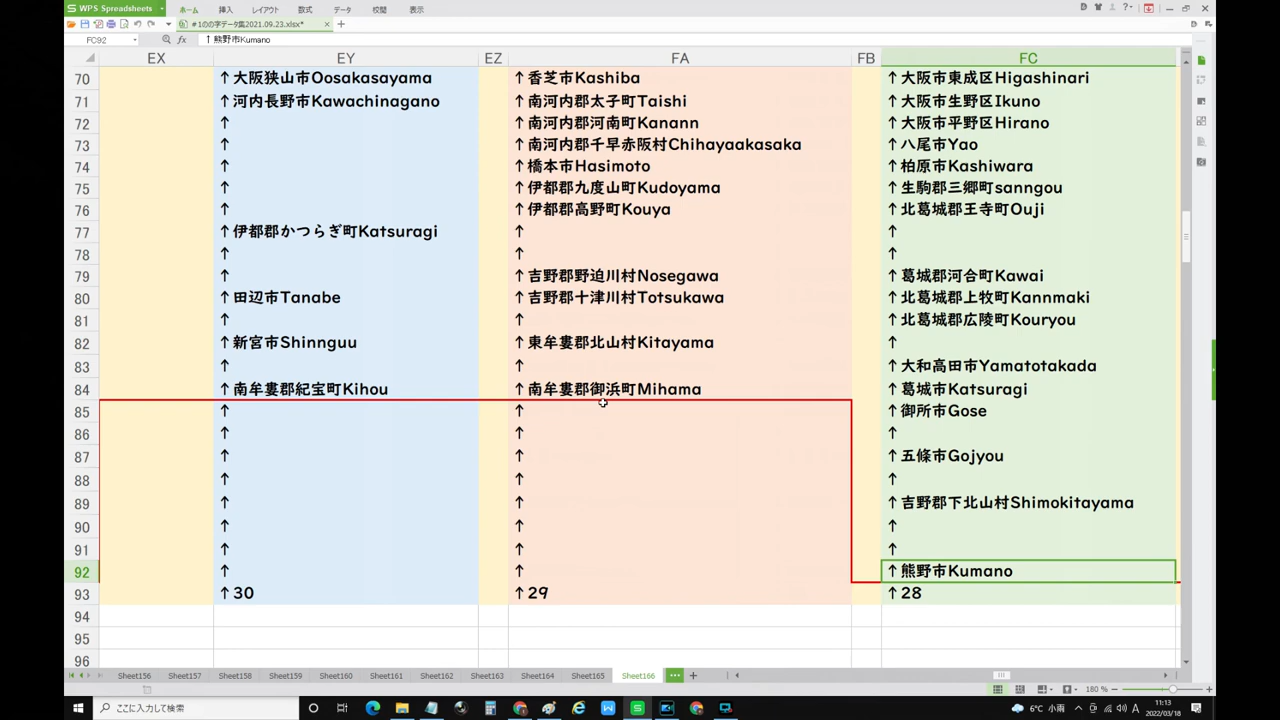 WPS Spreadsheets ホーム 挿入 レイアウト 数式 データ 校閲 表示
#1のの字データ集2021.09.23.xlsx* × +
FC92 fx ↑熊野市Kumano
EX EY EZ FA FB FC
70 ↑大阪狭山市Oosakasayama ↑香芝市Kashiba ↑大阪市東成区Higashinari
71 ↑河内長野市Kawachinagano ↑南河内郡太子町Taishi ↑大阪市生野区Ikuno
72 ↑ ↑南河内郡河南町Kanann ↑大阪市平野区Hirano
73 ↑ ↑南河内郡千早赤阪村Chihayaakasaka ↑八尾市Yao
74 ↑ ↑橋本市Hasimoto ↑柏原市Kashiwara
75 ↑ ↑伊都郡九度山町Kudoyama ↑生駒郡三郷町sanngou
76 ↑ ↑伊都郡高野町Kouya ↑北葛城郡王寺町Ouji
77 ↑伊都郡かつらぎ町Katsuragi ↑ ↑
78 ↑ ↑ ↑
79 ↑ ↑吉野郡野迫川村Nosegawa ↑葛城郡河合町Kawai
80 ↑田辺市Tanabe ↑吉野郡十津川村Totsukawa ↑北葛城郡上牧町Kannmaki
81 ↑ ↑ ↑北葛城郡広陵町Kouryou
82 ↑新宮市Shinnguu ↑東牟婁郡北山村Kitayama ↑
83 ↑ ↑ ↑大和高田市Yamatotakada
84 ↑南牟婁郡紀宝町Kihou ↑南牟婁郡御浜町Mihama ↑葛城市Katsuragi
85 ↑ ↑ ↑御所市Gose
86 ↑ ↑ ↑
87 ↑ ↑ ↑五條市Gojyou
88 ↑ ↑ ↑
89 ↑ ↑ ↑吉野郡下北山村Shimokitayama
90 ↑ ↑ ↑
91 ↑ ↑ ↑
92 ↑ ↑ ↑熊野市Kumano
93 ↑30 ↑29 ↑28
94
95
96
Sheet156 Sheet157 Sheet158 Sheet159 Sheet160 Sheet161 Sheet162 Sheet163 Sheet164 Sheet165 Sheet166 ••• +
180 %
ここに入力して検索 6°C 小雨 A 11:13
2022/03/18